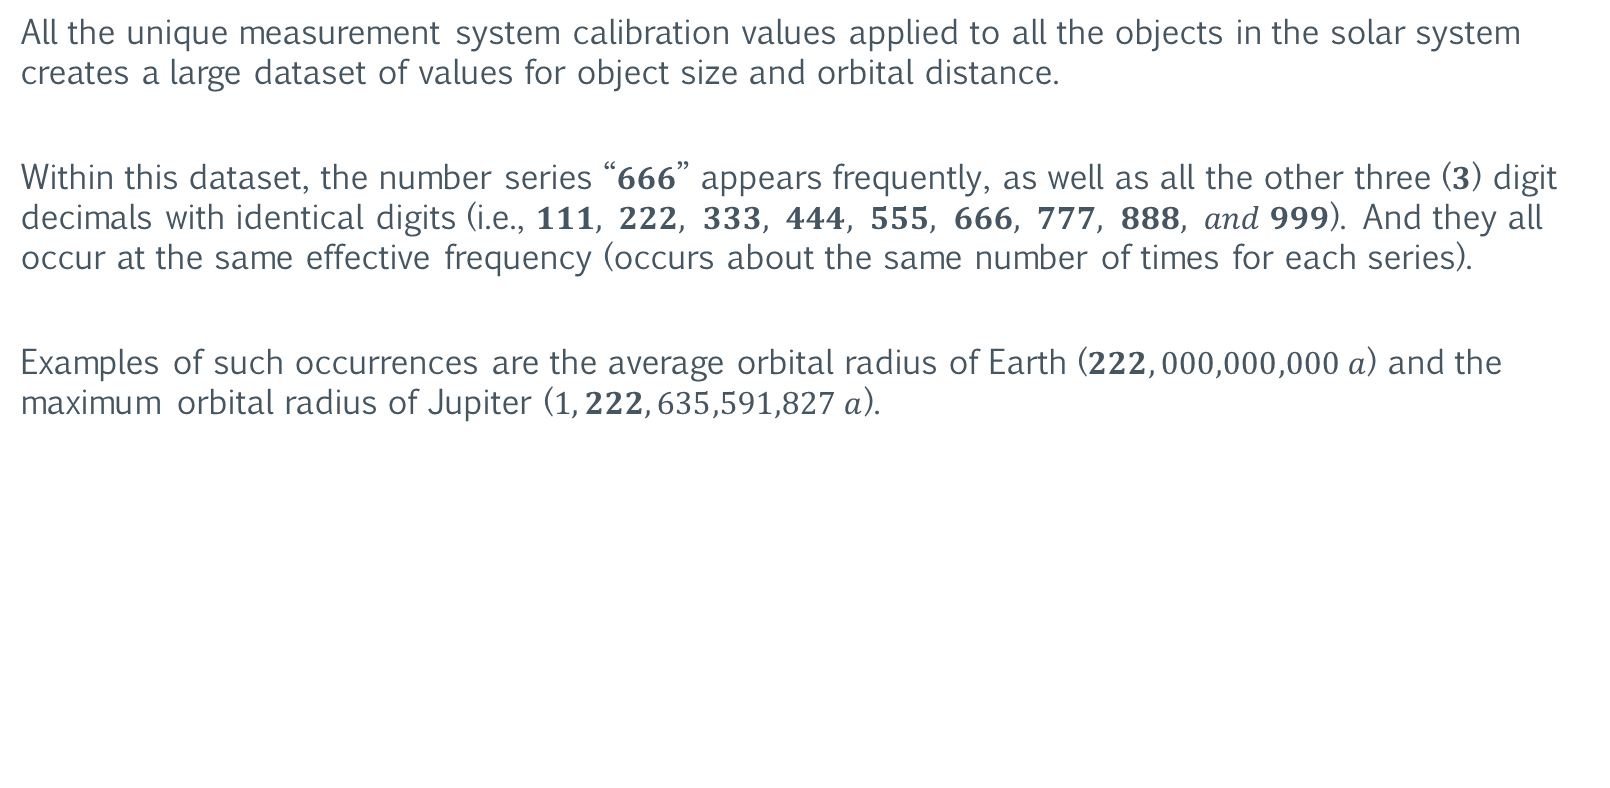 All the unique measurement system calibration values applied to all the objects in the solar system
creates a large dataset of values for object size and orbital distance.
Within this dataset, the number series “666” appears frequently, as well as all the other three (3) digit
decimals with identical digits (i.e., 111, 222, 333, 444, 555, 666, 777, 888, and 999). And they all
occur at the same effective frequency (occurs about the same number of times for each series).
Examples of such occurrences are the average orbital radius of Earth (222,000,000,000 a) and the
maximum orbital radius of Jupiter (1,222,635,591,827 a).